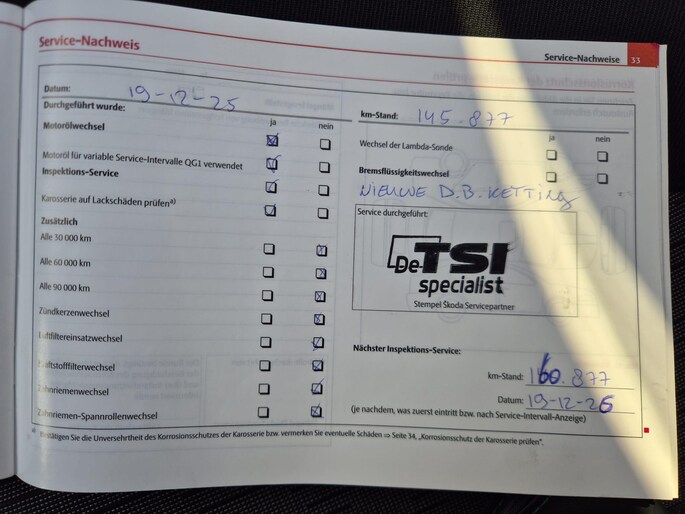 Service-Nachweis
Service-Nachweise 33
Datum: 19-12-25
Durchgeführt wurde:
ja nein
Motorölwechsel
Motoröl für variable Service-Intervalle QG1 verwendet
Inspektions-Service
Karosserie auf Lackschäden prüfen a)
Zusätzlich
Alle 30 000 km
Alle 60 000 km
Alle 90 000 km
Zündkerzenwechsel
Luftfiltereinsatzwechsel
Kraftstofffilterwechsel
Zahnriemenwechsel
Zahnriemen-Spannrollenwechsel
km-Stand: 145.877
ja nein
Wechsel der Lambda-Sonde
Bremsflüssigkeitswechsel
NIEUWE D.B. KETTING
Service durchgeführt:
De TSI
specialist
Stempel Skoda Servicepartner
Nächster Inspektions-Service:
km-Stand: 160.877
Datum: 19-12-26
(je nachdem, was zuerst eintritt bzw. nach Service-Intervall-Anzeige)
a) Bestätigen Sie die Unversehrtheit des Korrosionsschutzes der Karosserie bzw. vermerken Sie eventuelle Schäden ⇒ Seite 34, „Korrosionsschutz der Karosserie prüfen".